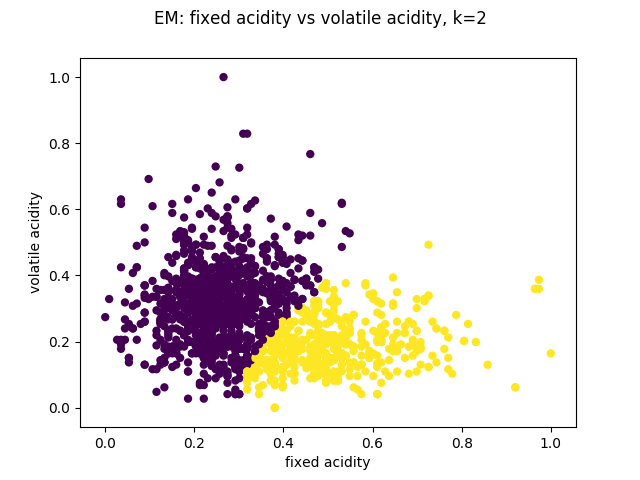 EM: fixed acidity vs volatile acidity, k=2
1.0
0.8
0.6
0.4
0.2
0.0
volatile acidity
0.0 0.2 0.4 0.6 0.8 1.0
fixed acidity